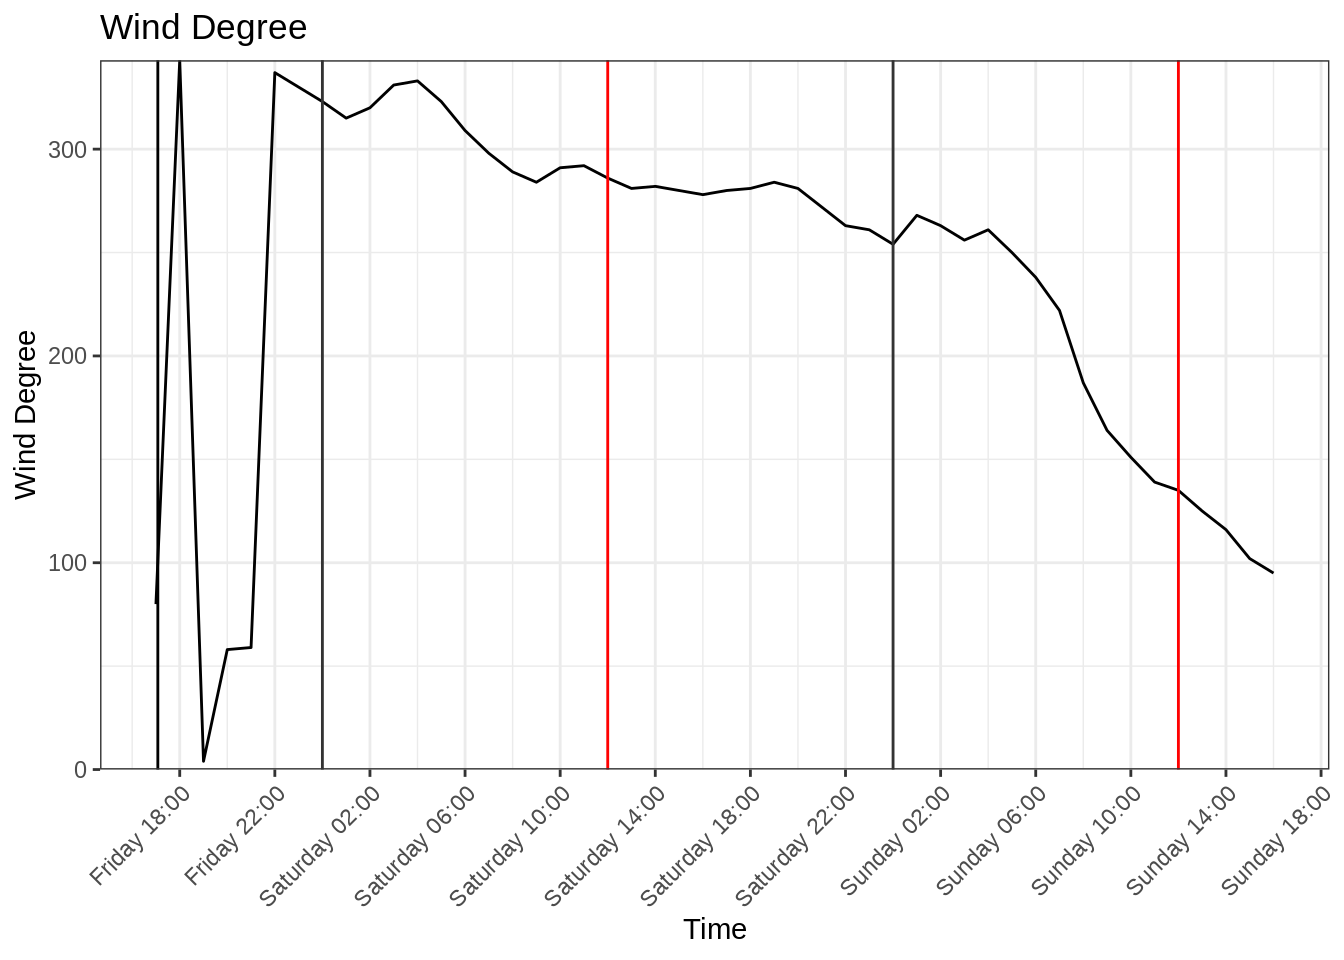 Wind Degree
Wind Degree
300
200
100
0
Friday 18:00
Friday 22:00
Saturday 02:00
Saturday 06:00
Saturday 10:00
Saturday 14:00
Saturday 18:00
Saturday 22:00
Sunday 02:00
Sunday 06:00
Sunday 10:00
Sunday 14:00
Sunday 18:00
Time